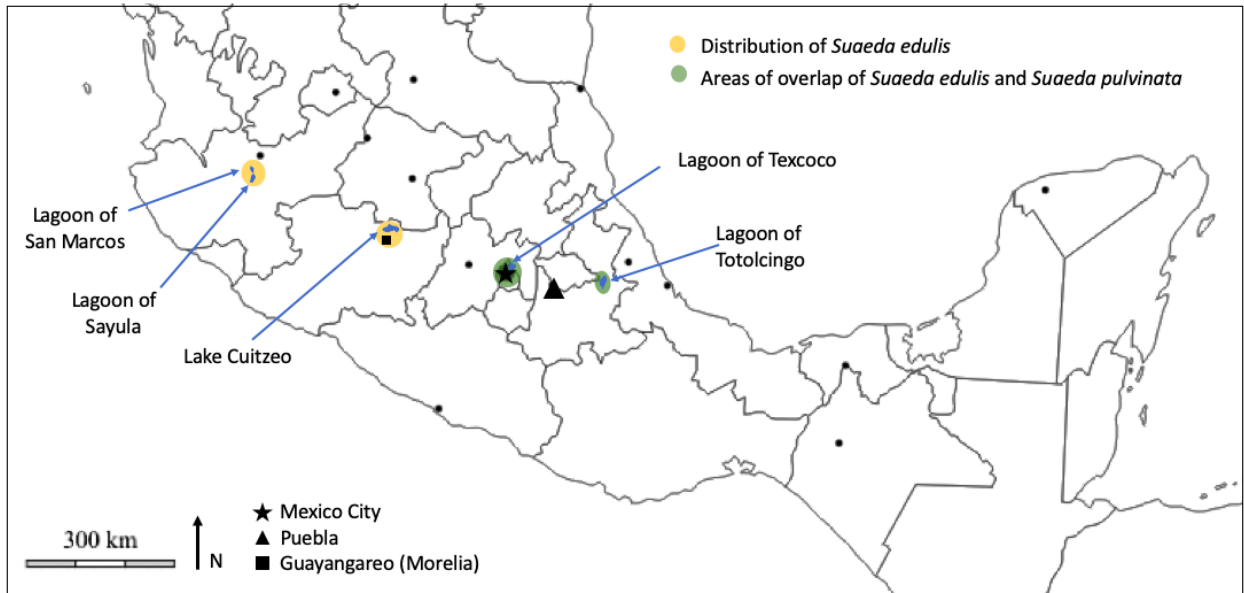 Distribution of Suaeda edulis
Areas of overlap of Suaeda edulis and Suaeda pulvinata
Lagoon of Texcoco
Lagoon of
San Marcos
Lagoon of
Totolcingo
Lagoon of
Sayula
Lake Cuitzeo
Mexico City
Puebla
Guayangareo (Morelia)
300 km
N